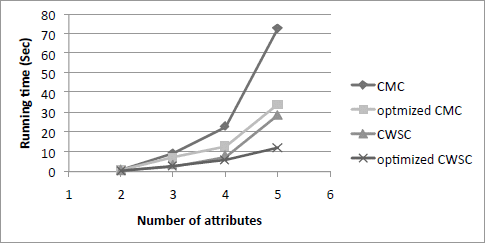 80
70
60
50
40
30
20
10
0
Running time (Sec)
1 2 3 4 5 6
Number of attributes
CMC
optmized CMC
CWSC
optimized CWSC